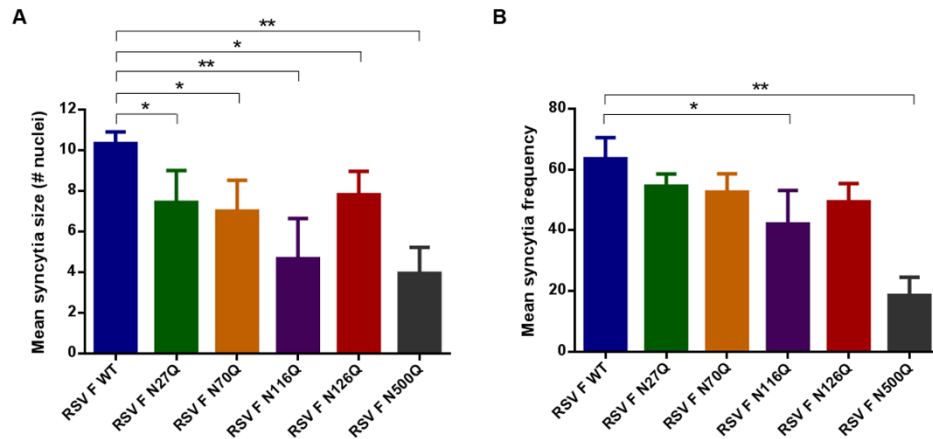 A
**
*
**
*
*
Mean syncytia size (# nuclei)
12
10
8
6
4
2
0
RSV F WT
RSV F N27Q
RSV F N70Q
RSV F N116Q
RSV F N126Q
RSV F N500Q
B
**
*
Mean syncytia frequency
80
60
40
20
0
RSV F WT
RSV F N27Q
RSV F N70Q
RSV F N116Q
RSV F N126Q
RSV F N500Q